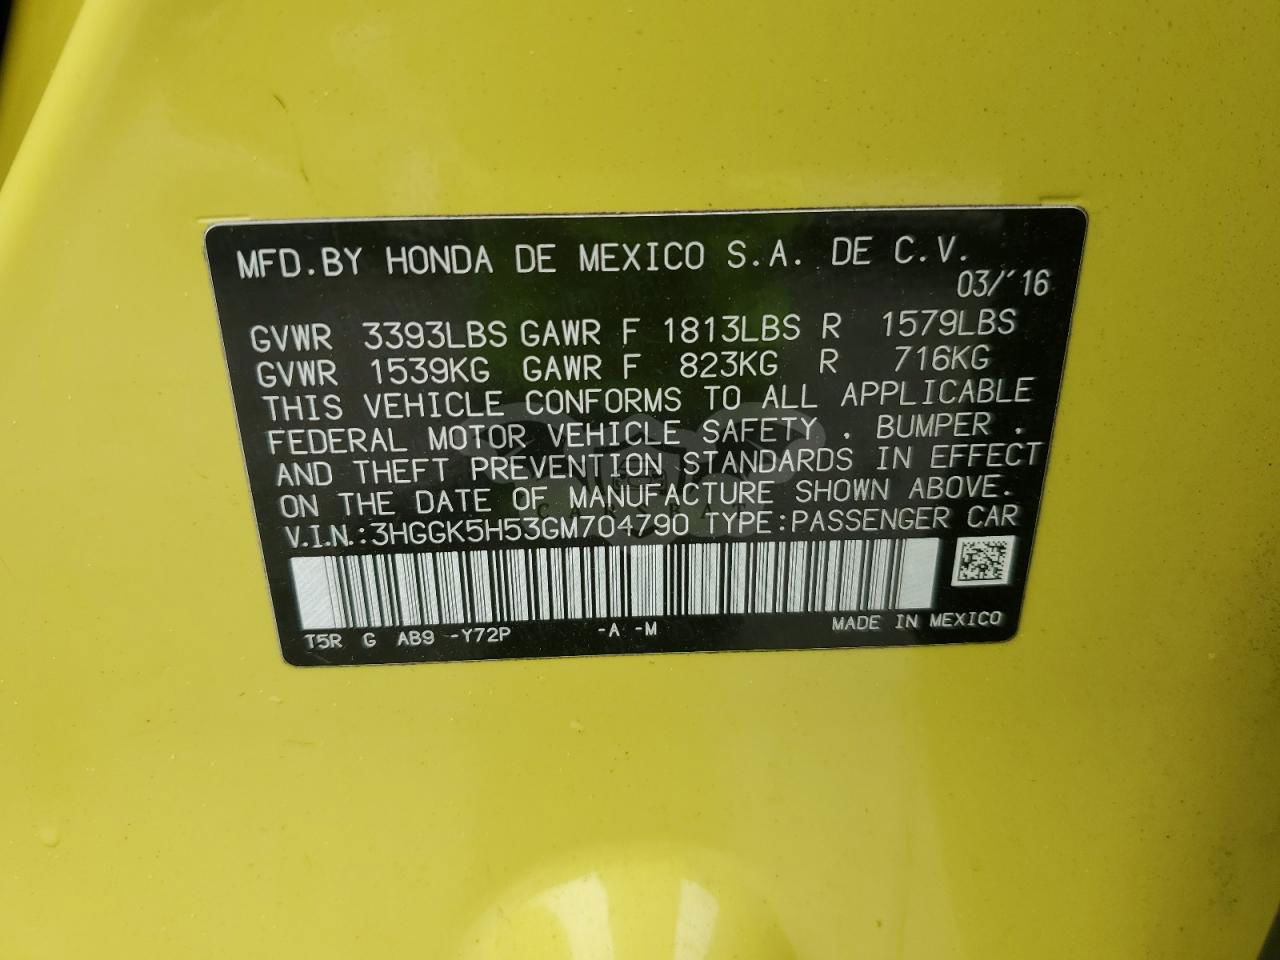 MFD.BY HONDA DE MEXICO S.A. DE C.V.
03/'16
GVWR 3393LBS GAWR F 1813LBS R 1579LBS
GVWR 1539KG GAWR F 823KG R 716KG
THIS VEHICLE CONFORMS TO ALL APPLICABLE
FEDERAL MOTOR VEHICLE SAFETY . BUMPER .
AND THEFT PREVENTION STANDARDS IN EFFECT
ON THE DATE OF MANUFACTURE SHOWN ABOVE.
V.I.N.:3HGGK5H53GM704790 TYPE:PASSENGER CAR
T5R G AB9 -Y72P -A -M
MADE IN MEXICO